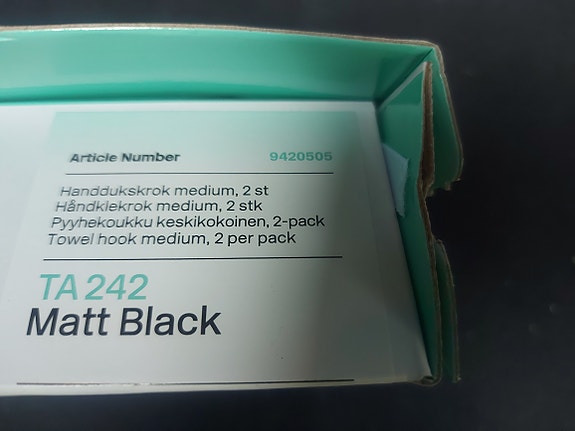 Article Number 9420505
Handdukskrok medium, 2 st
Håndklekrok medium, 2 stk
Pyyhekoukku keskikokoinen, 2-pack
Towel hook medium, 2 per pack
TA 242
Matt Black